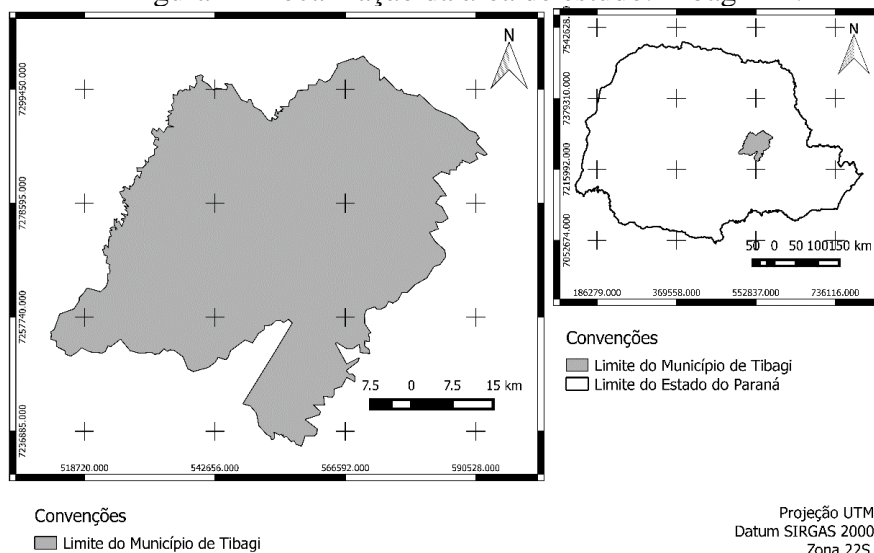 N
7299450.000
7278595.000
7257740.000
7236885.000
7.5 0 7.5 15 km
518720.000 542656.000 566592.000 590528.000
Convenções
Limite do Município de Tibagi
N
7542628.
7379310.000
7215992.000
7052674.000
50 0 50 100150 km
186279.000 369558.000 552837.000 736116.000
Convenções
Limite do Município de Tibagi
Limite do Estado do Paraná
Projeção UTM
Datum SIRGAS 2000
Zona 22S